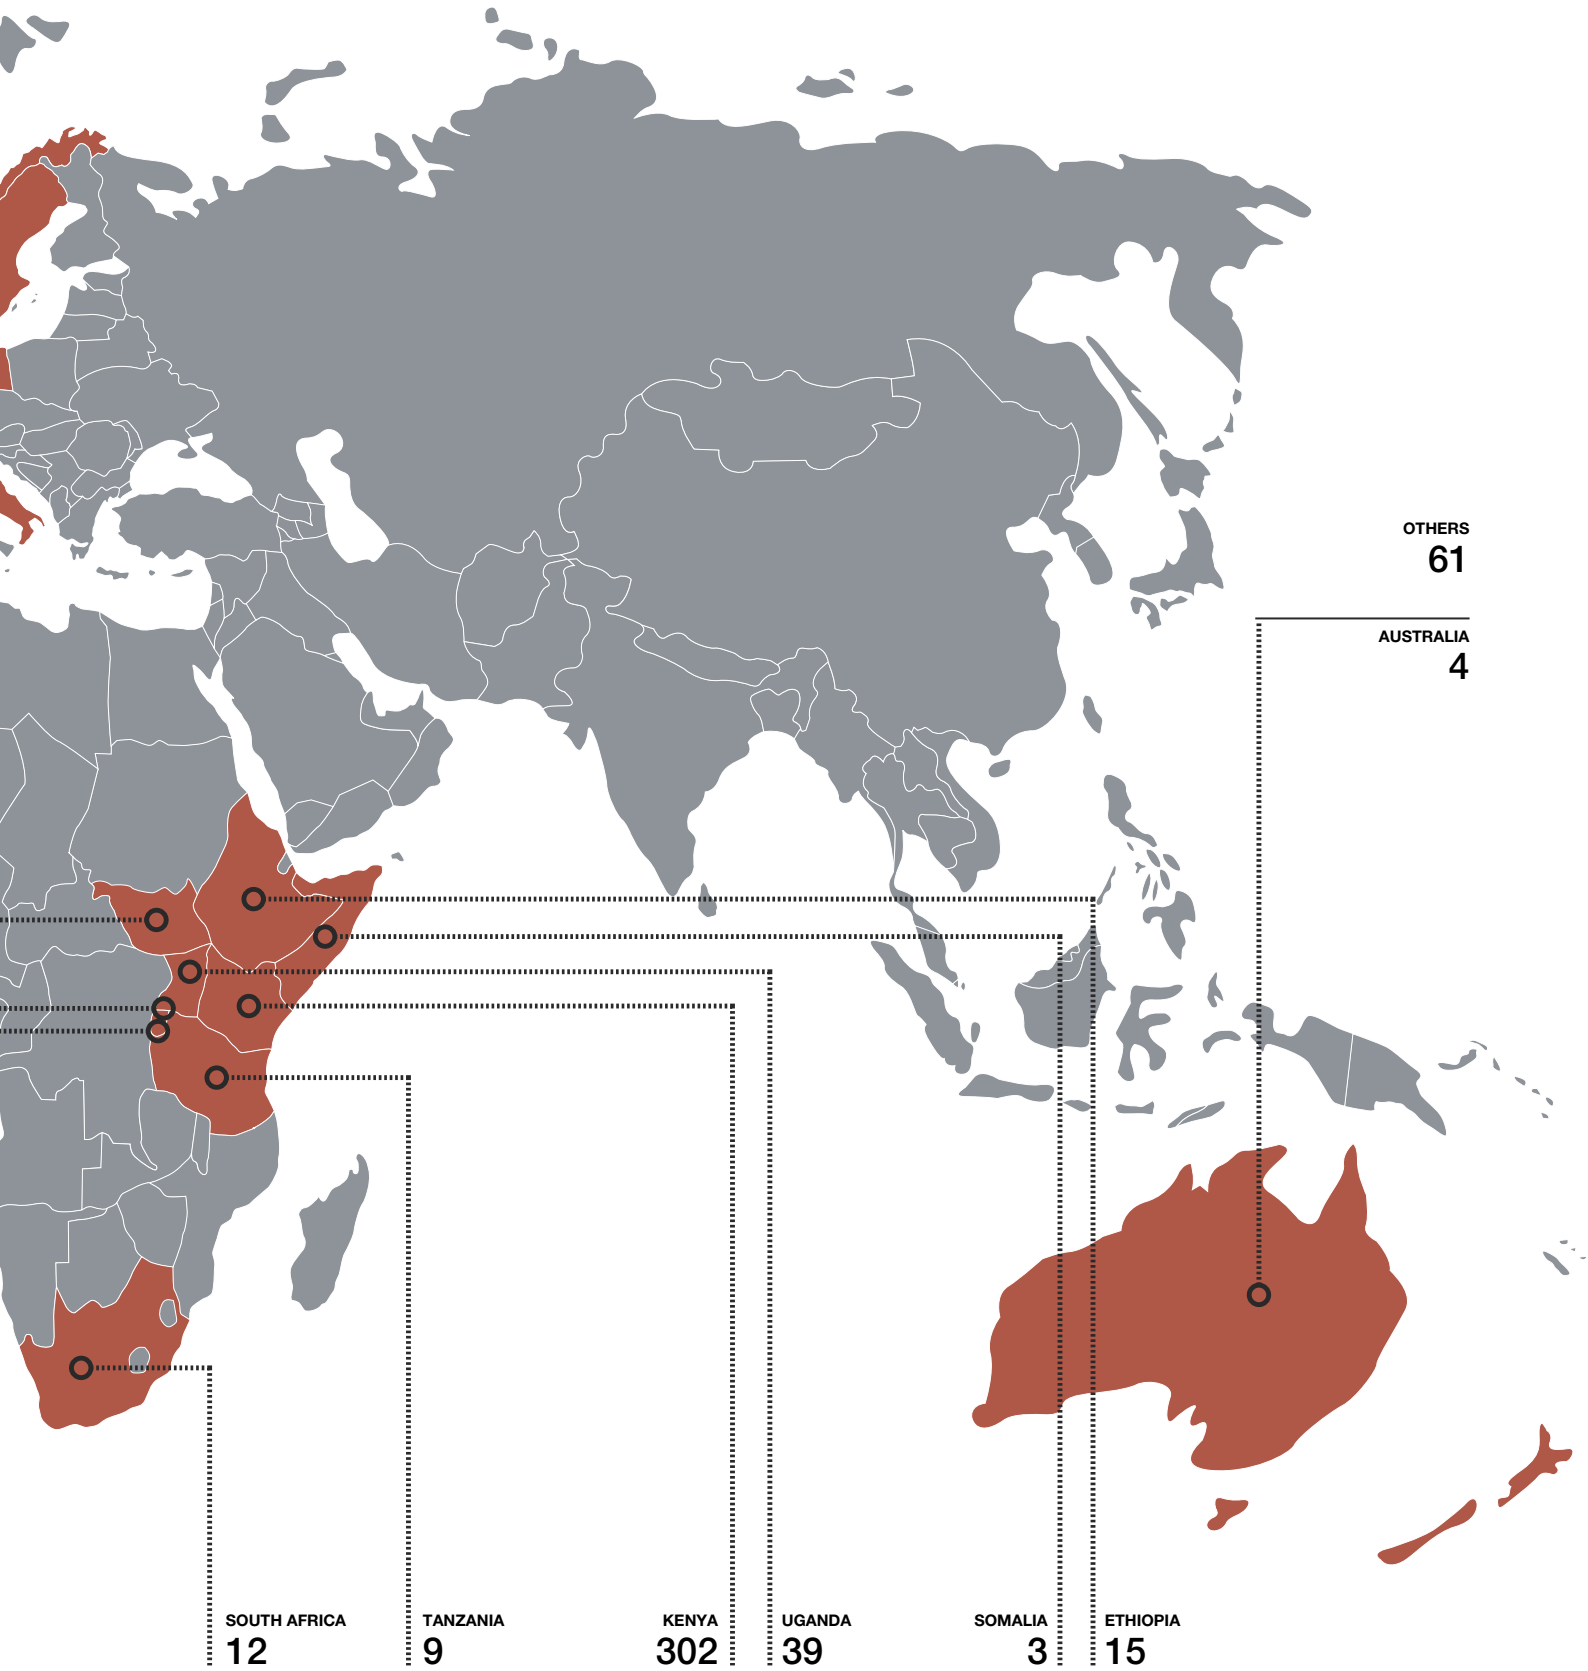 OTHERS
61
AUSTRALIA
4
SOUTH AFRICA
12
TANZANIA
9
KENYA
302
UGANDA
39
SOMALIA
3
ETHIOPIA
15